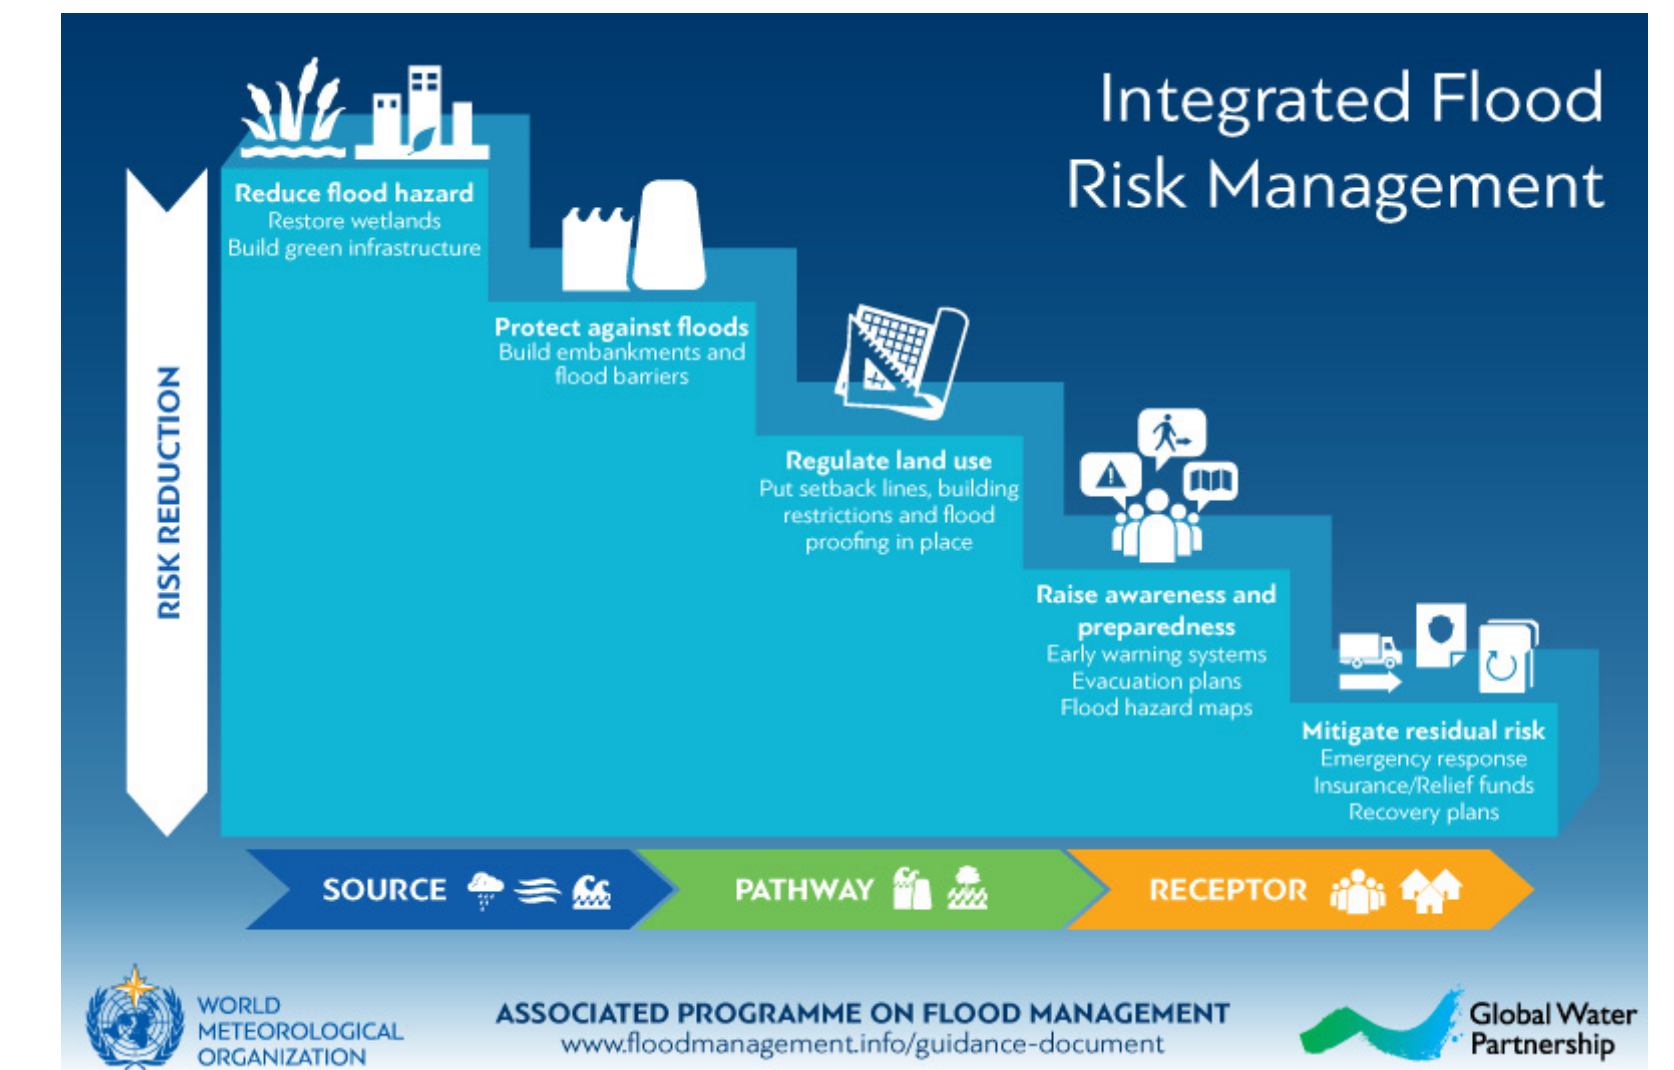 Integrated Flood
Risk Management
RISK REDUCTION
Reduce flood hazard
Restore wetlands
Build green infrastructure
Protect against floods
Build embankments and
flood barriers
Regulate land use
Put setback lines, building
restrictions and flood
proofing in place
Raise awareness and
preparedness
Early warning systems
Evacuation plans
Flood hazard maps
Mitigate residual risk
Emergency response
Insurance/Relief funds
Recovery plans
SOURCE
PATHWAY
RECEPTOR
WORLD
METEOROLOGICAL
ORGANIZATION
ASSOCIATED PROGRAMME ON FLOOD MANAGEMENT
www.floodmanagement.info/guidance-document
Global Water
Partnership